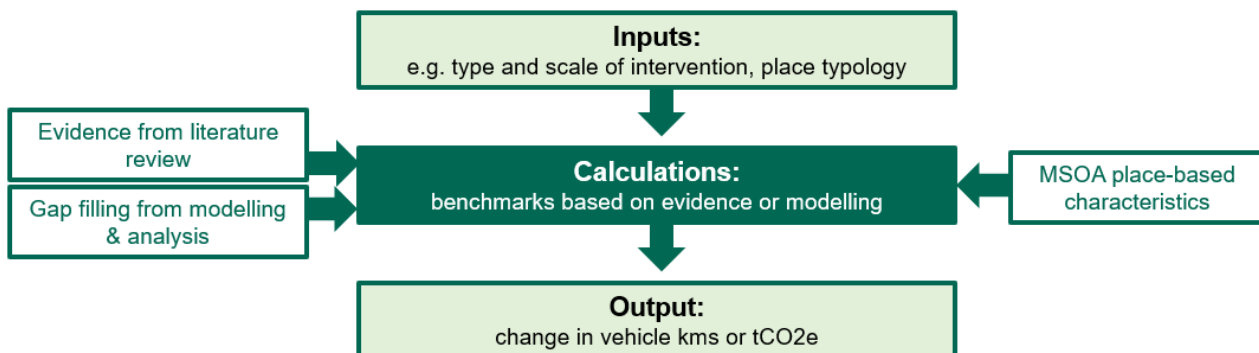 Inputs:
e.g. type and scale of intervention, place typology
Evidence from literature
review
Gap filling from modelling
& analysis
Calculations:
benchmarks based on evidence or modelling
MSOA place-based
characteristics
Output:
change in vehicle kms or tCO2e